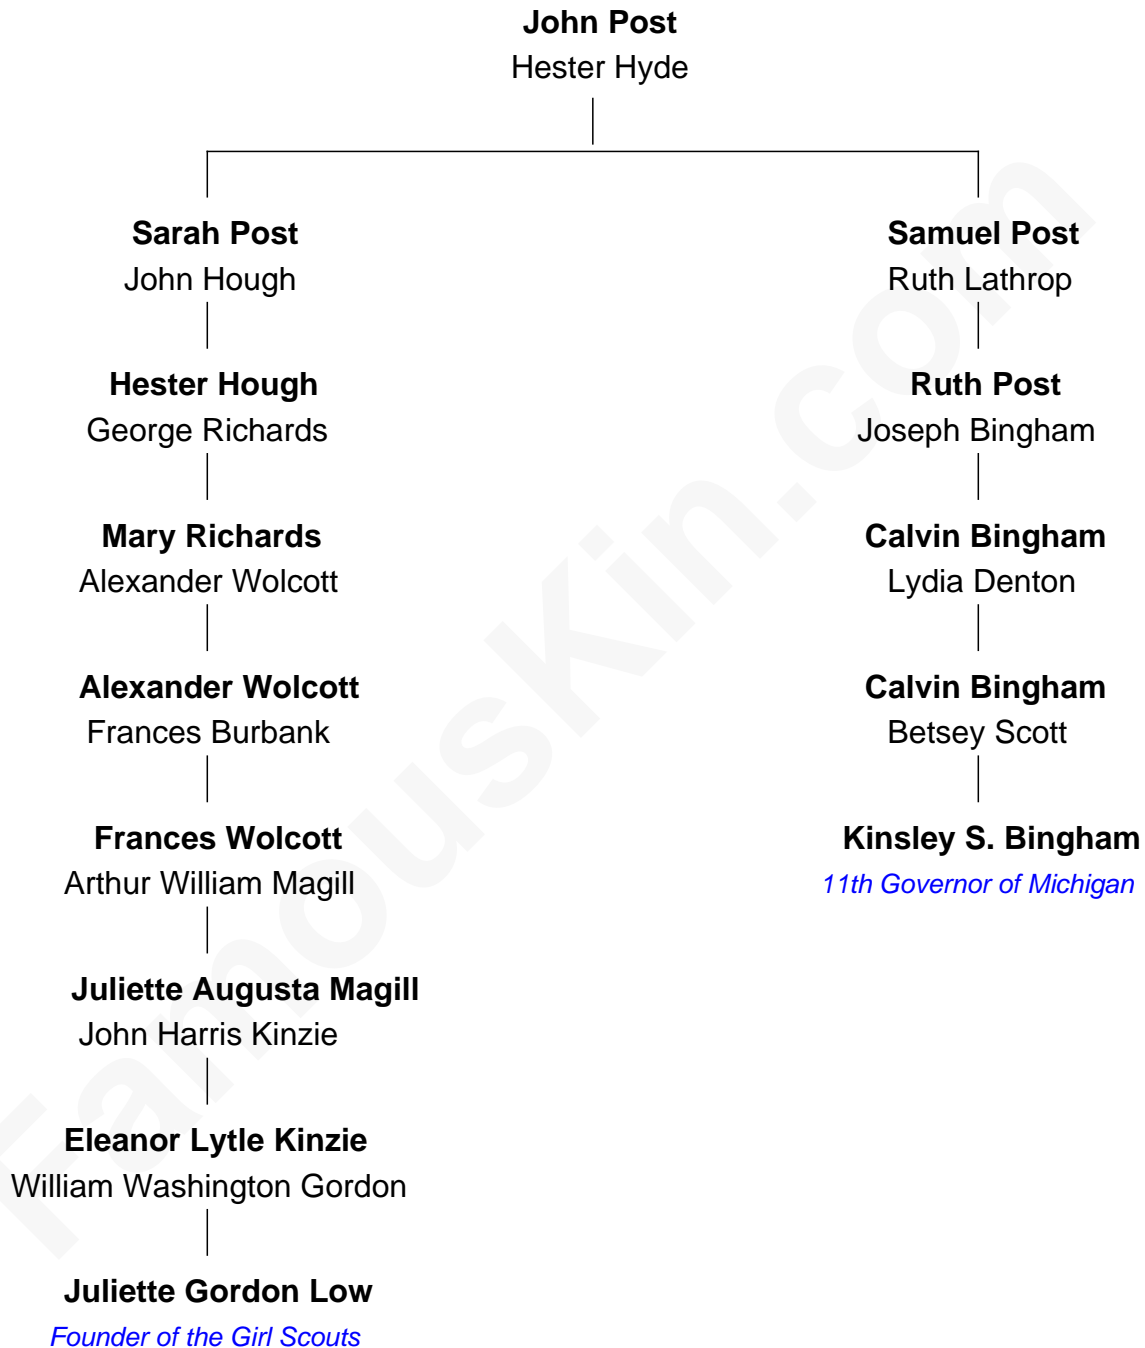 John Post
Hester Hyde
Sarah Post
John Hough
Hester Hough
George Richards
Mary Richards
Alexander Wolcott
Alexander Wolcott
Frances Burbank
Frances Wolcott
Arthur William Magill
Juliette Augusta Magill
John Harris Kinzie
Eleanor Lytle Kinzie
William Washington Gordon
Juliette Gordon Low
Founder of the Girl Scouts
Samuel Post
Ruth Lathrop
Ruth Post
Joseph Bingham
Calvin Bingham
Lydia Denton
Calvin Bingham
Betsey Scott
Kinsley S. Bingham
11th Governor of Michigan
FamousKin.com